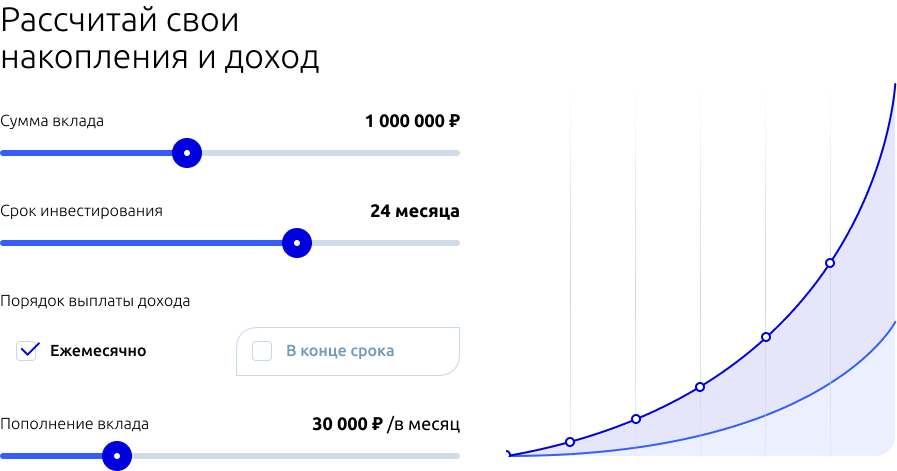 Рассчитай свои
накопления и доход
Сумма вклада 1 000 000 ₽
Срок инвестирования 24 месяца
Порядок выплаты дохода
Ежемесячно В конце срока
Пополнение вклада 30 000 ₽ /в месяц